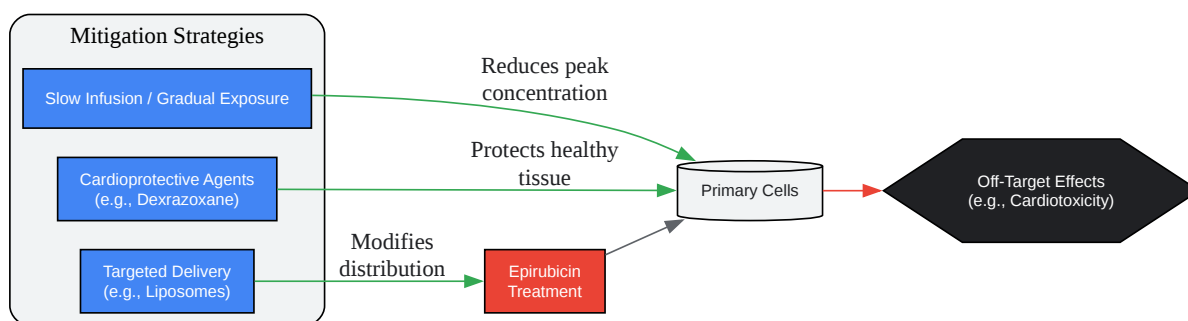 Mitigation Strategies
Slow Infusion / Gradual Exposure
Reduces peak
concentration
Cardioprotective Agents
(e.g., Dexrazoxane)
Protects healthy
tissue
Primary Cells
Off-Target Effects
(e.g., Cardiotoxicity)
Targeted Delivery
(e.g., Liposomes)
Modifies
distribution
Epirubicin
Treatment